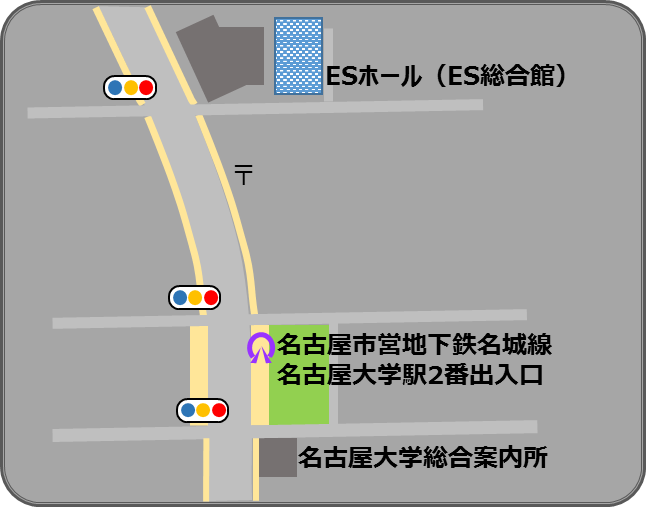 ESホール（ES総合館）
〒
名古屋市営地下鉄名城線
名古屋大学駅2番出入口
名古屋大学総合案内所